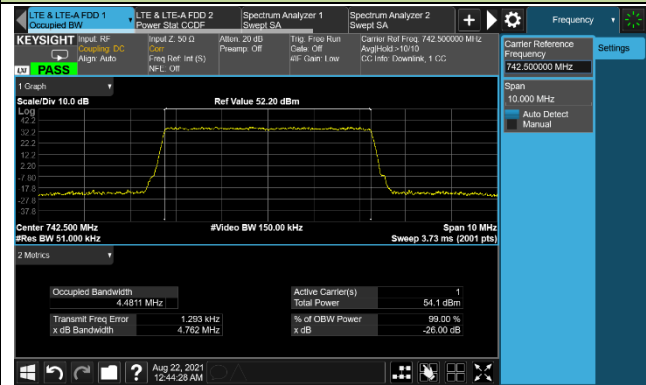 LTE & LTE-A FDD 1
Occupied BW
LTE & LTE-A FDD 2
Power Stat CCDF
Spectrum Analyzer 1
Swept SA
Spectrum Analyzer 2
Swept SA
Frequency
KEYSIGHT
LXI
PASS
Input: RF
Coupling: DC
Align: Auto
Input Z: 50 Ω
Corr
Freq Ref: Int (S)
NFE: Off
Atten: 20 dB
Preamp: Off
Trig: Free Run
Gate: Off
#IF Gain: Low
Carrier Ref Freq: 742.500000 MHz
Avg|Hold:>10/10
CC Info: Downlink, 1 CC
Carrier Reference Frequency
742.500000 MHz
Settings
Span
10.000 MHz
Auto Detect
Manual
1 Graph
Scale/Div 10.0 dB
Ref Value 52.20 dBm
Log
42.2
32.2
22.2
12.2
2.20
-7.80
-17.8
-27.8
-37.8
Center 742.500 MHz
#Video BW 150.00 kHz
Span 10 MHz
#Res BW 51.000 kHz
Sweep 3.73 ms (2001 pts)
2 Metrics
Occupied Bandwidth
4.4811 MHz
Active Carrier(s) 1
Total Power 54.1 dBm
Transmit Freq Error 1.293 kHz
x dB Bandwidth 4.762 MHz
% of OBW Power 99.00 %
x dB -26.00 dB
?
Aug 22, 2021
12:44:28 AM